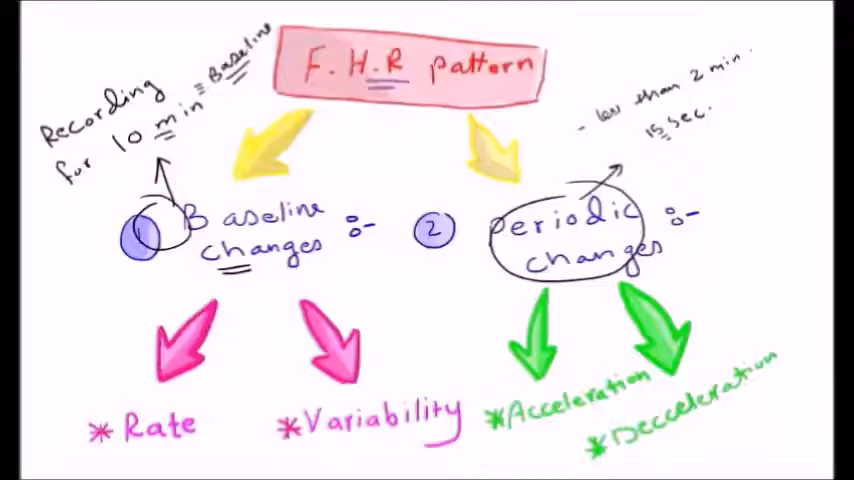 F.H.R pattern
Recording
for 10 min = Baseline
- less than 2 min.
15 sec.
1 Baseline
changes :-
2 Periodic
changes :-
* Rate
* Variability
* Acceleration
* Decceleration